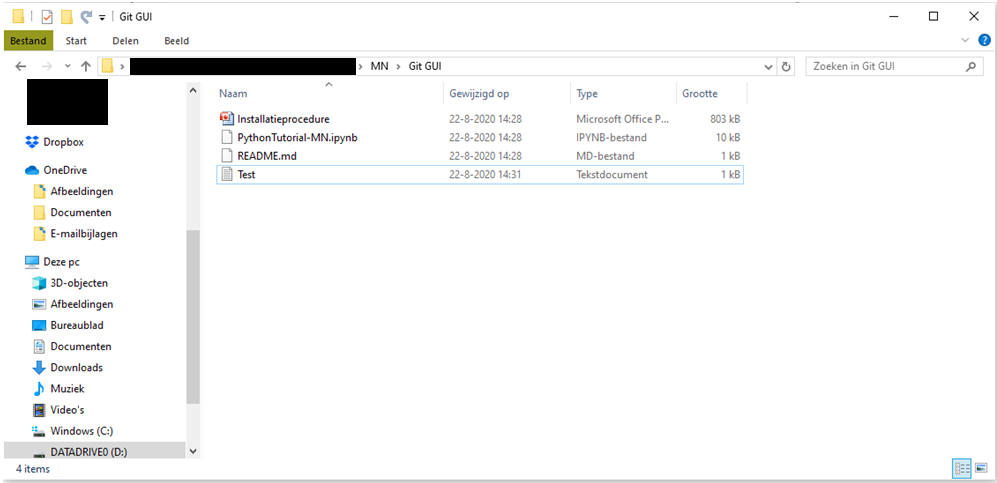 Git GUI
Bestand Start Delen Beeld
MN Git GUI Zoeken in Git GUI
Dropbox
OneDrive
Afbeeldingen
Documenten
E-mailbijlagen
Deze pc
3D-objecten
Afbeeldingen
Bureaublad
Documenten
Downloads
Muziek
Video's
Windows (C:)
DATADRIVE0 (D:)
Naam Gewijzigd op Type Grootte
Installatieprocedure 22-8-2020 14:28 Microsoft Office P... 803 kB
PythonTutorial-MN.ipynb 22-8-2020 14:28 IPYNB-bestand 10 kB
README.md 22-8-2020 14:28 MD-bestand 1 kB
Test 22-8-2020 14:31 Tekstdocument 1 kB
4 items